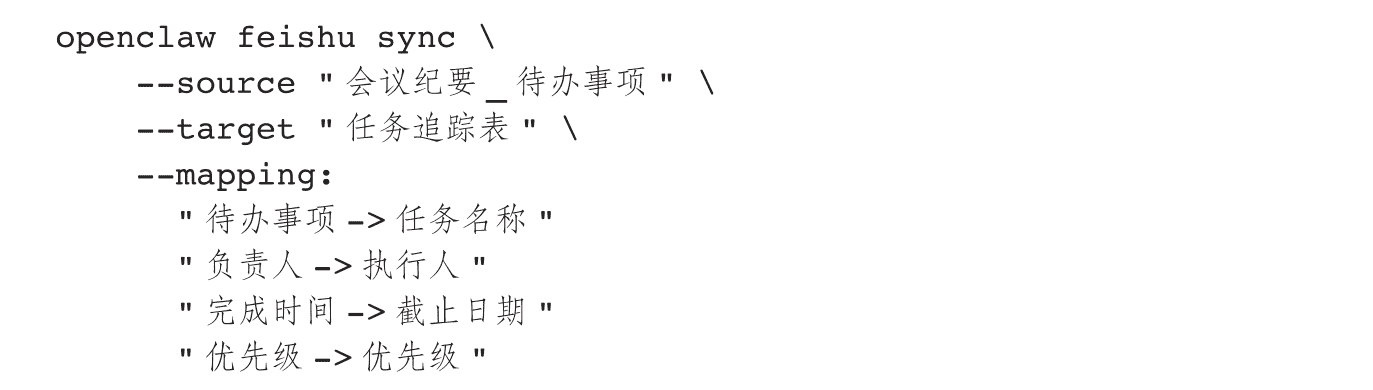 openclaw feishu sync \
--source "会议纪要_待办事项" \
--target "任务追踪表" \
--mapping:
"待办事项->任务名称"
"负责人->执行人"
"完成时间->截止日期"
"优先级->优先级"